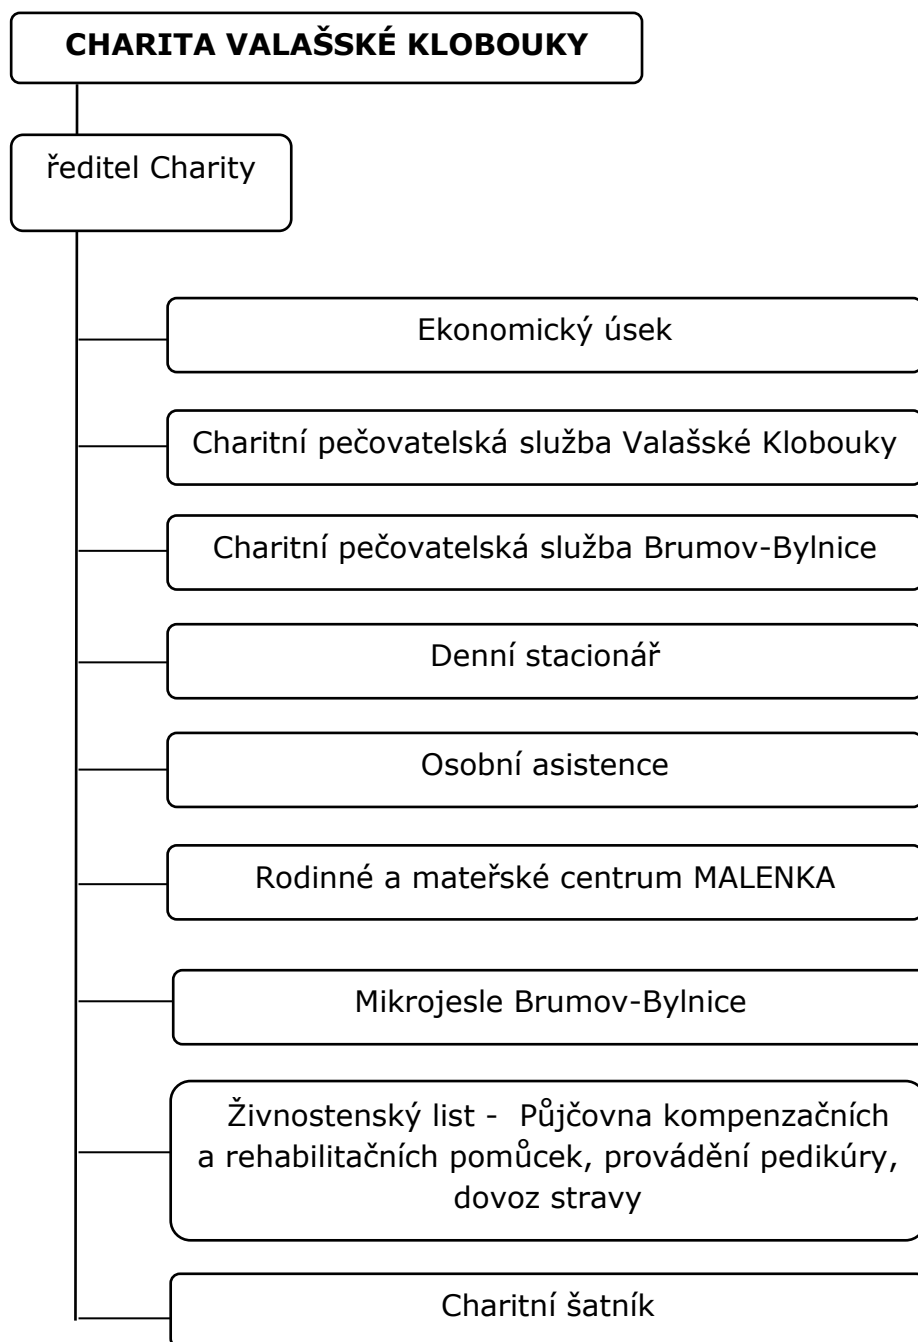 CHARITA VALAŠSKÉ KLOBOUKY
ředitel Charity
Ekonomický úsek
Charitní pečovatelská služba Valašské Klobouky
Charitní pečovatelská služba Brumov-Bylnice
Denní stacionář
Osobní asistence
Rodinné a mateřské centrum MALENKA
Mikrojesle Brumov-Bylnice
Živnostenský list - Půjčovna kompenzačních
a rehabilitačních pomůcek, provádění pedikúry,
dovoz stravy
Charitní šatník